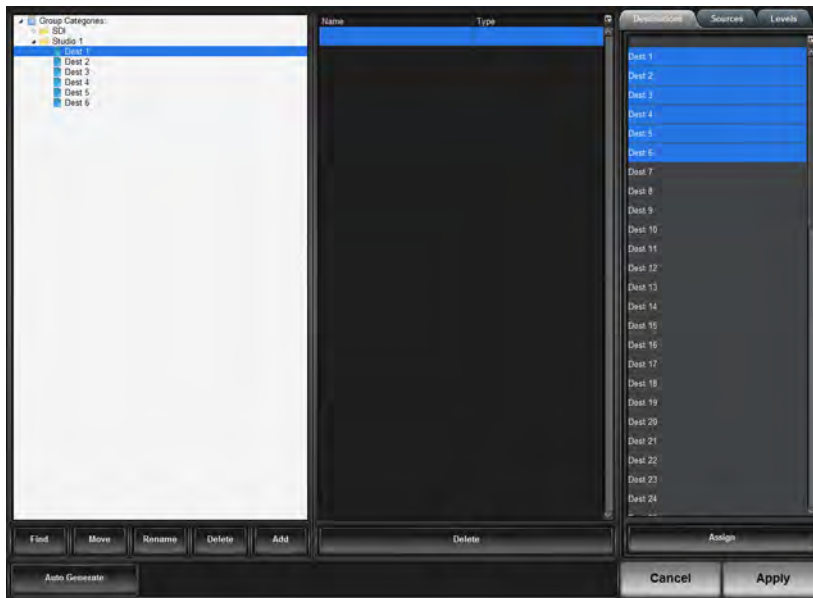 Group Categories:
SDI
Studio 1
Dest 1
Dest 2
Dest 3
Dest 4
Dest 5
Dest 6
Find
Move
Rename
Delete
Add
Name Type
Delete
Destinations Sources Levels
Dest 1
Dest 2
Dest 3
Dest 4
Dest 5
Dest 6
Dest 7
Dest 8
Dest 9
Dest 10
Dest 11
Dest 12
Dest 13
Dest 14
Dest 15
Dest 16
Dest 17
Dest 18
Dest 19
Dest 20
Dest 21
Dest 22
Dest 23
Dest 24
Assign
Auto Generate
Cancel
Apply